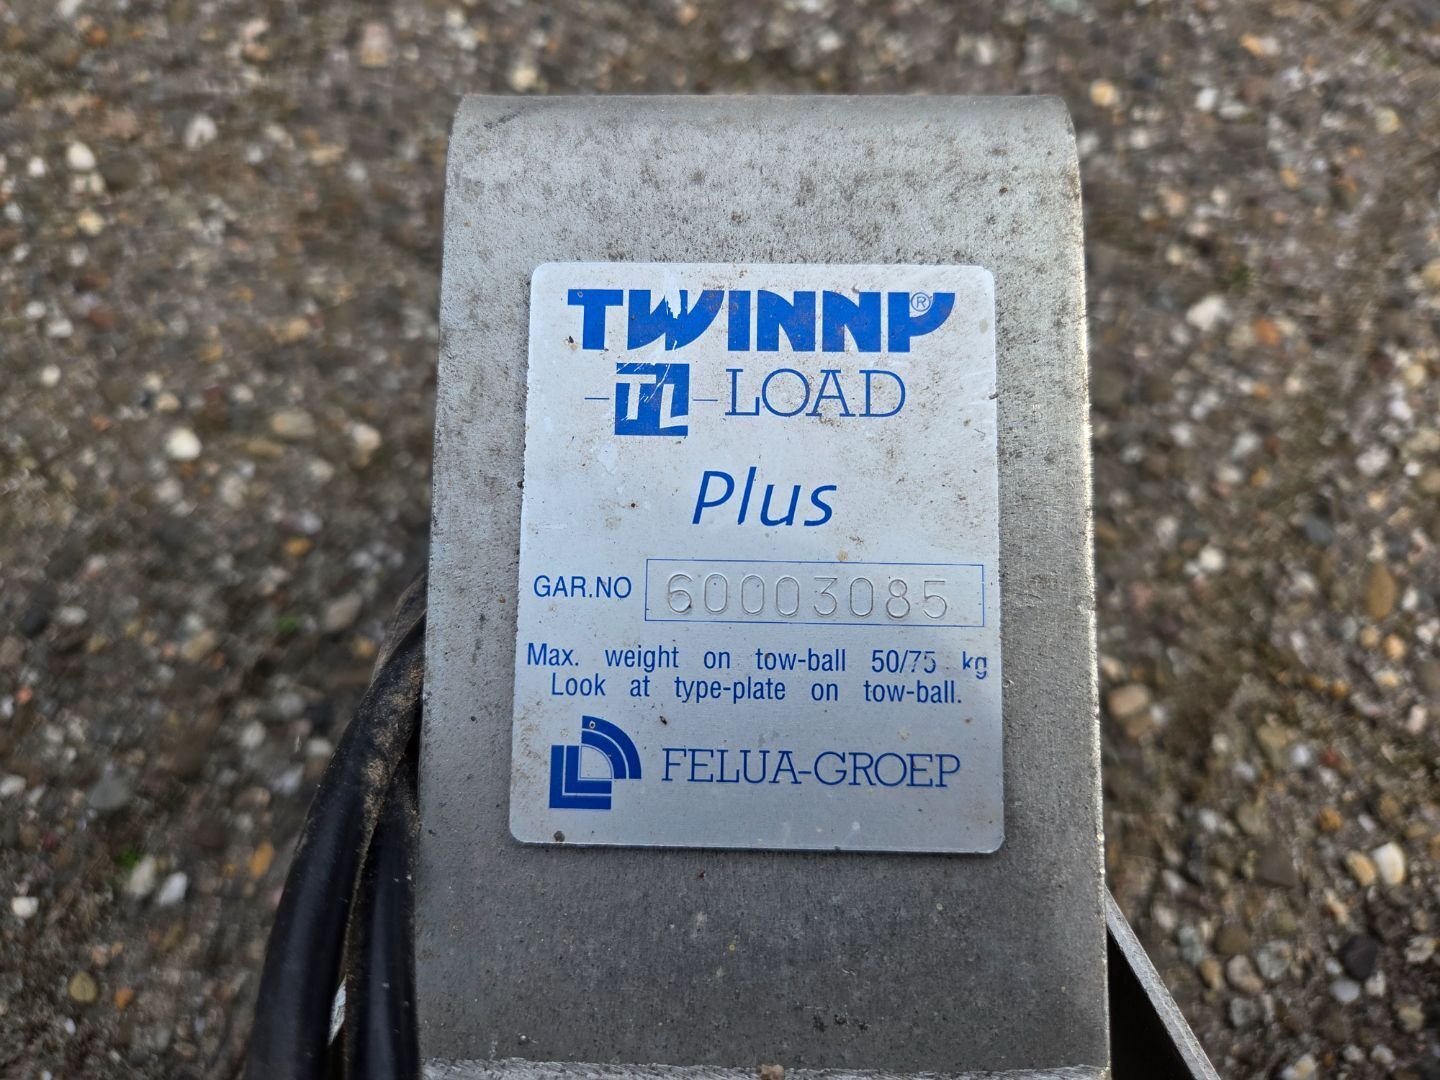 TWINNY®
TL LOAD
Plus
GAR.NO 60003085
Max. weight on tow-ball 50/75 kg
Look at type-plate on tow-ball.
FELUA-GROEP